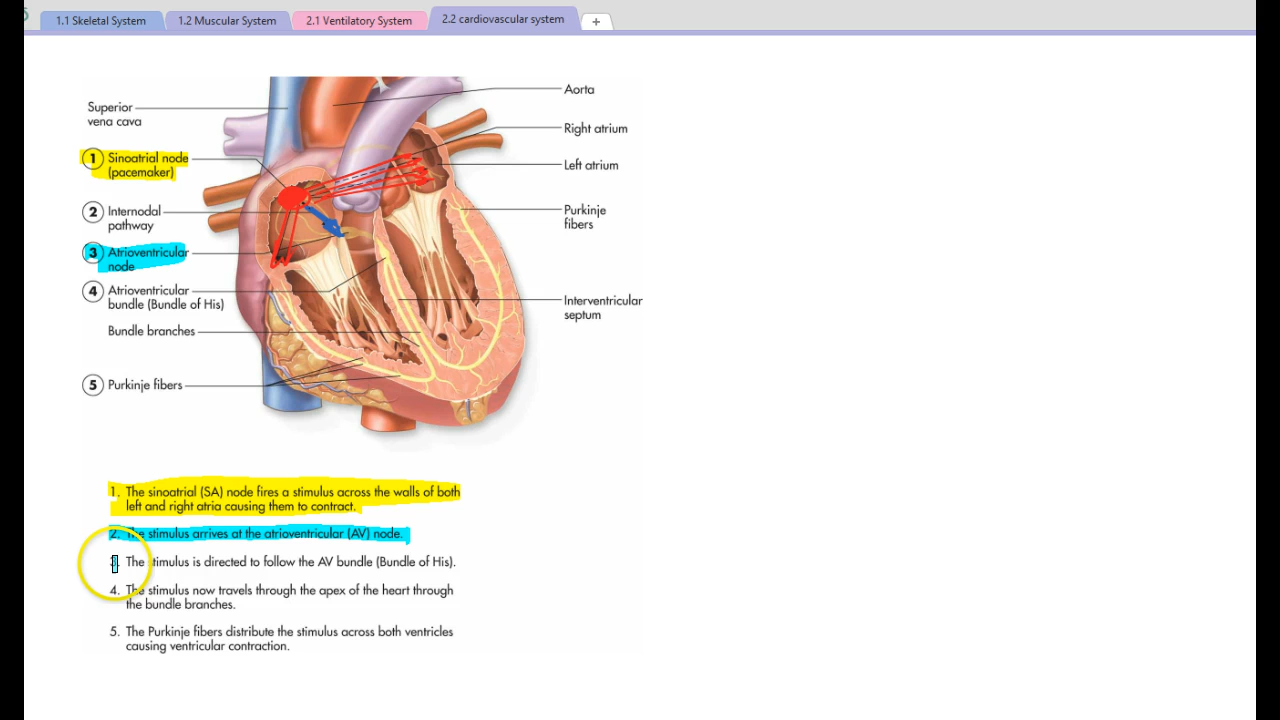 1.1 Skeletal System
1.2 Muscular System
2.1 Ventilatory System
2.2 cardiovascular system
+
Superior
vena cava
1 Sinoatrial node
(pacemaker)
2 Internodal
pathway
3 Atrioventricular
node
4 Atrioventricular
bundle (Bundle of His)
Bundle branches
5 Purkinje fibers
Aorta
Right atrium
Left atrium
Purkinje
fibers
Interventricular
septum
1. The sinoatrial (SA) node fires a stimulus across the walls of both
left and right atria causing them to contract.
2. The stimulus arrives at the atrioventricular (AV) node.
3. The stimulus is directed to follow the AV bundle (Bundle of His).
4. The stimulus now travels through the apex of the heart through
the bundle branches.
5. The Purkinje fibers distribute the stimulus across both ventricles
causing ventricular contraction.